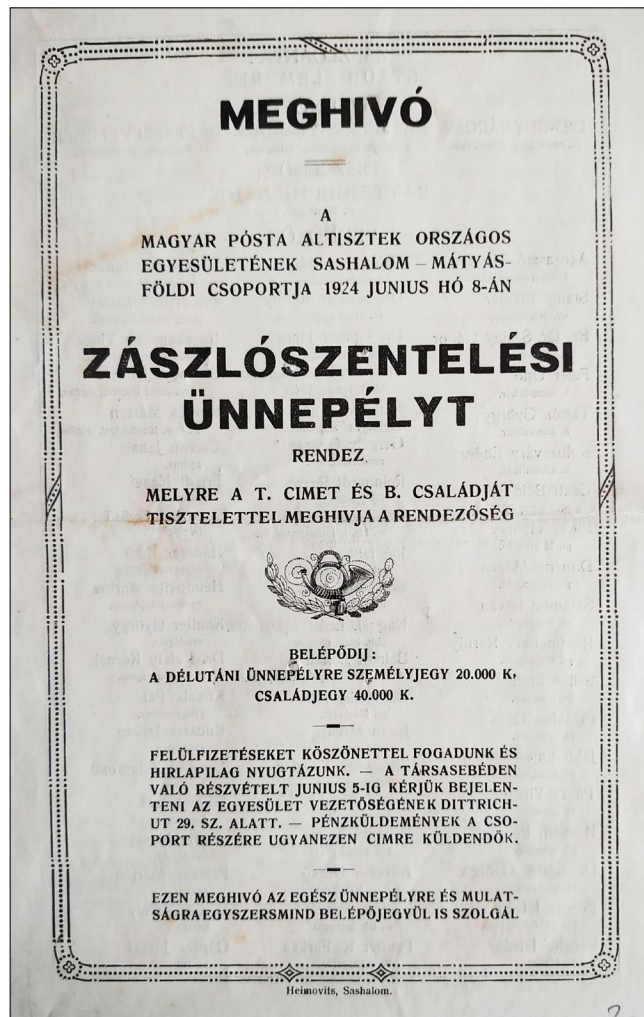 MEGHIVÓ
A
MAGYAR PÓSTA ALTISZTEK ORSZÁGOS
EGYESÜLETÉNEK SASHALOM – MÁTYÁS-
FÖLDI CSOPORTJA 1924 JUNIUS HÓ 8-ÁN
ZÁSZLÓSZENTELÉSI
ÜNNEPÉLYT
RENDEZ
MELYRE A T. CIMET ÉS B. CSALÁDJÁT
TISZTELETTEL MEGHIVJA A RENDEZŐSÉG
BELÉPŐDIJ:
A DÉLUTÁNI ÜNNEPÉLYRE SZEMÉLYJEGY 20.000 K,
CSALÁDJEGY 40.000 K.
FELÜLFIZETÉSEKET KÖSZÖNETTEL FOGADUNK ÉS
HIRLAPILAG NYUGTÁZUNK. — A TÁRSASEBÉDEN
VALÓ RÉSZVÉTELT JUNIUS 5-IG KÉRJÜK BEJELEN-
TENI AZ EGYESÜLET VEZETŐSÉGÉNEK DITTRICH-
UT 29. SZ. ALATT. — PÉNZKÜLDEMÉNYEK A CSO-
PORT RÉSZÉRE UGYANEZEN CIMRE KÜLDENDŐK.
EZEN MEGHIVÓ AZ EGÉSZ ÜNNEPÉLYRE ÉS MULAT-
SÁGRA EGYSZERSMIND BELÉPŐJEGYÜL IS SZOLGÁL
Heimovits, Sashalom.